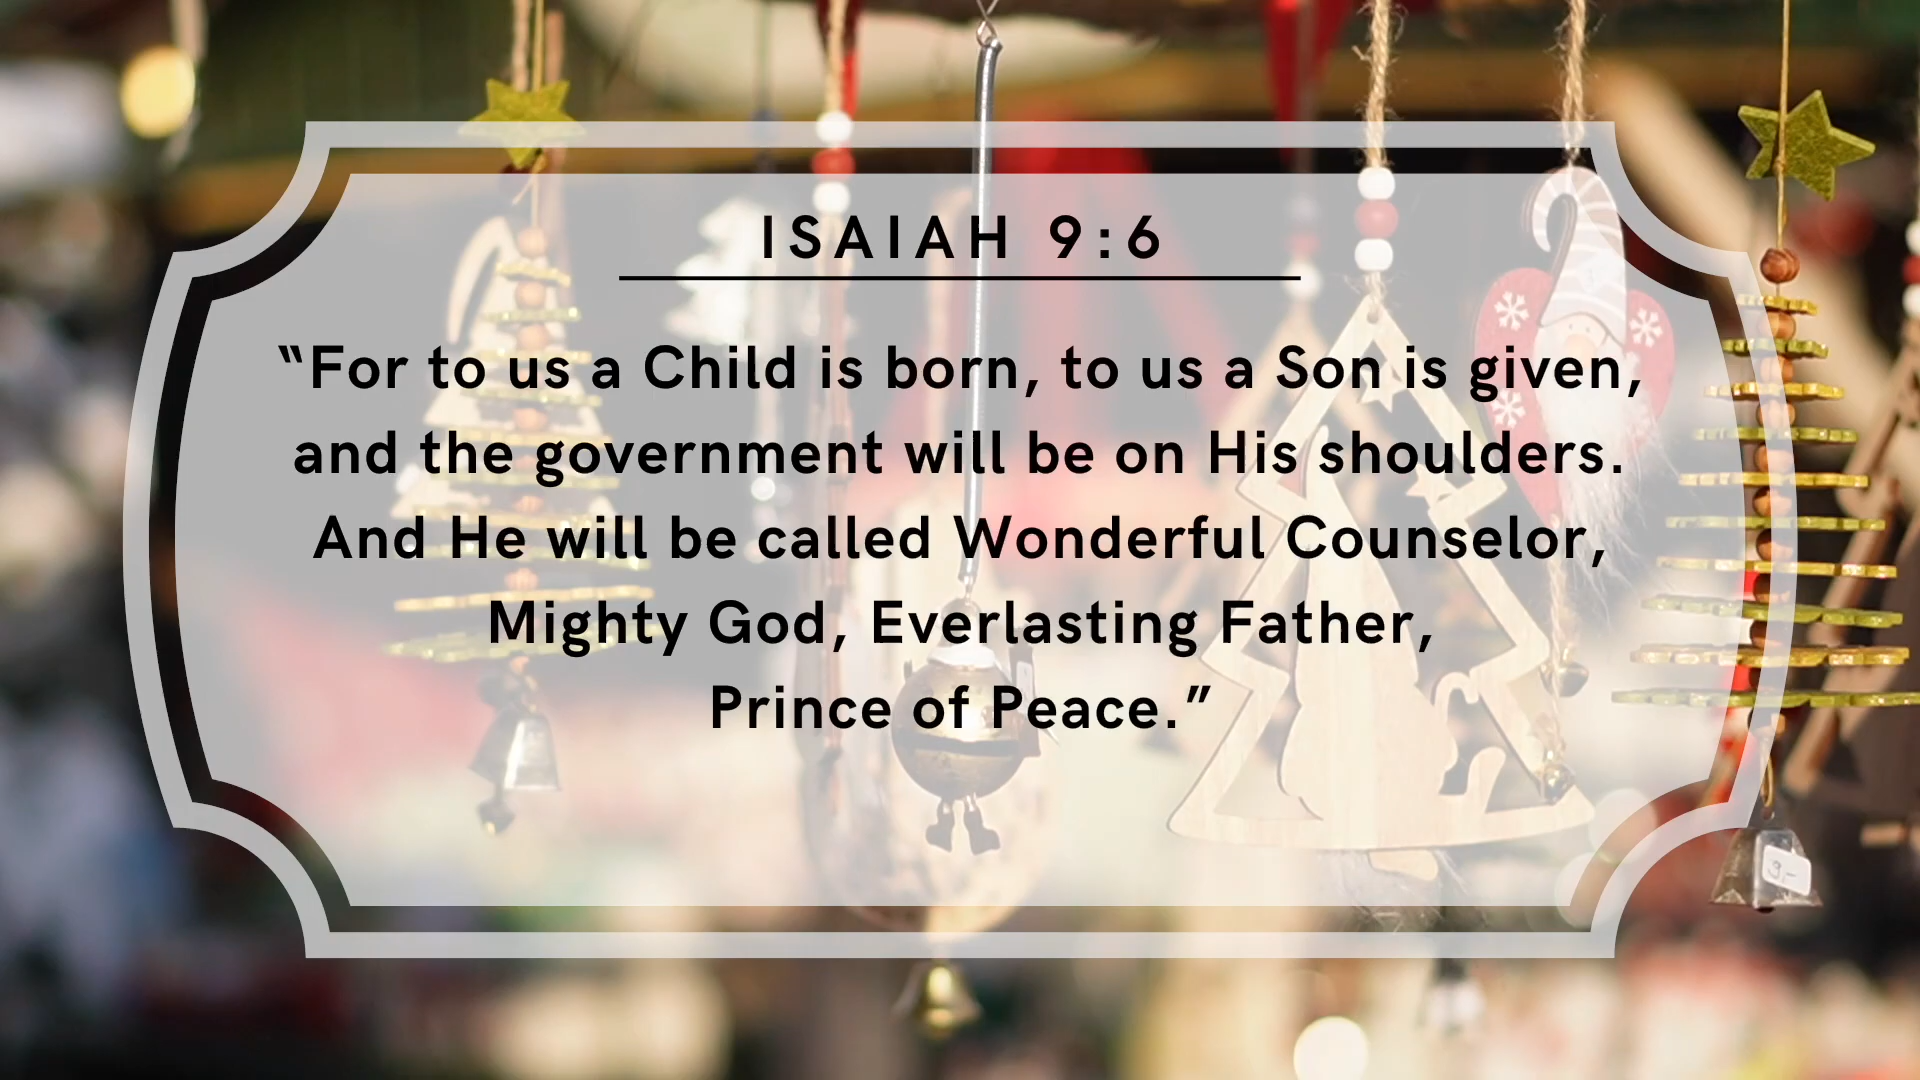 ISAIAH 9:6
“For to us a Child is born, to us a Son is given,
and the government will be on His shoulders.
And He will be called Wonderful Counselor,
Mighty God, Everlasting Father,
Prince of Peace.”